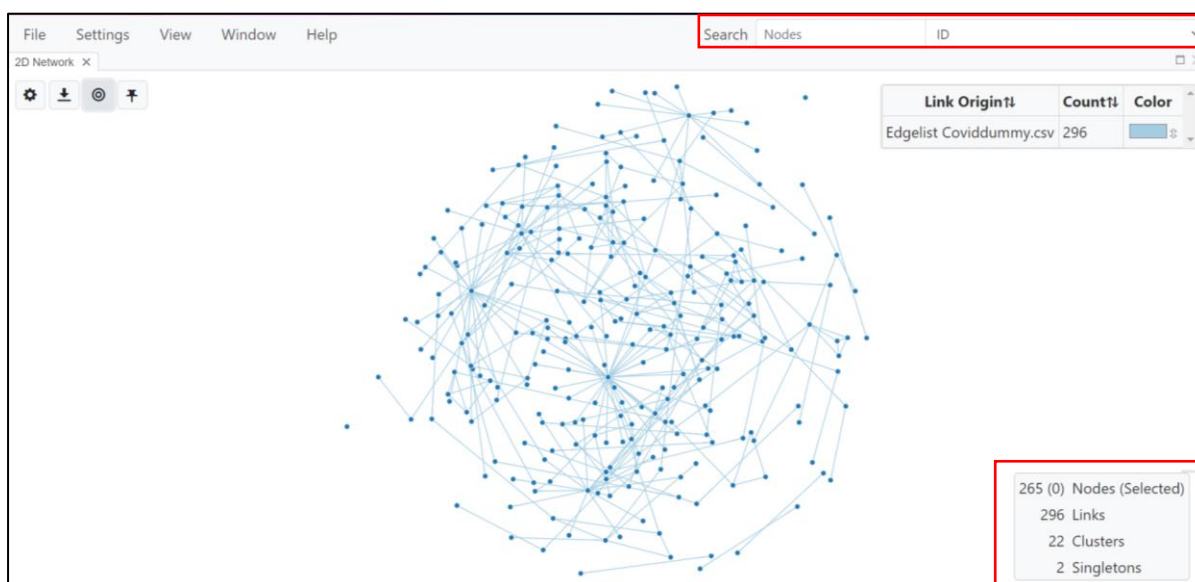 File Settings View Window Help Search Nodes ID
2D Network
Link Origin Count Color
Edgelist Coviddummy.csv 296
265 (0) Nodes (Selected)
296 Links
22 Clusters
2 Singletons